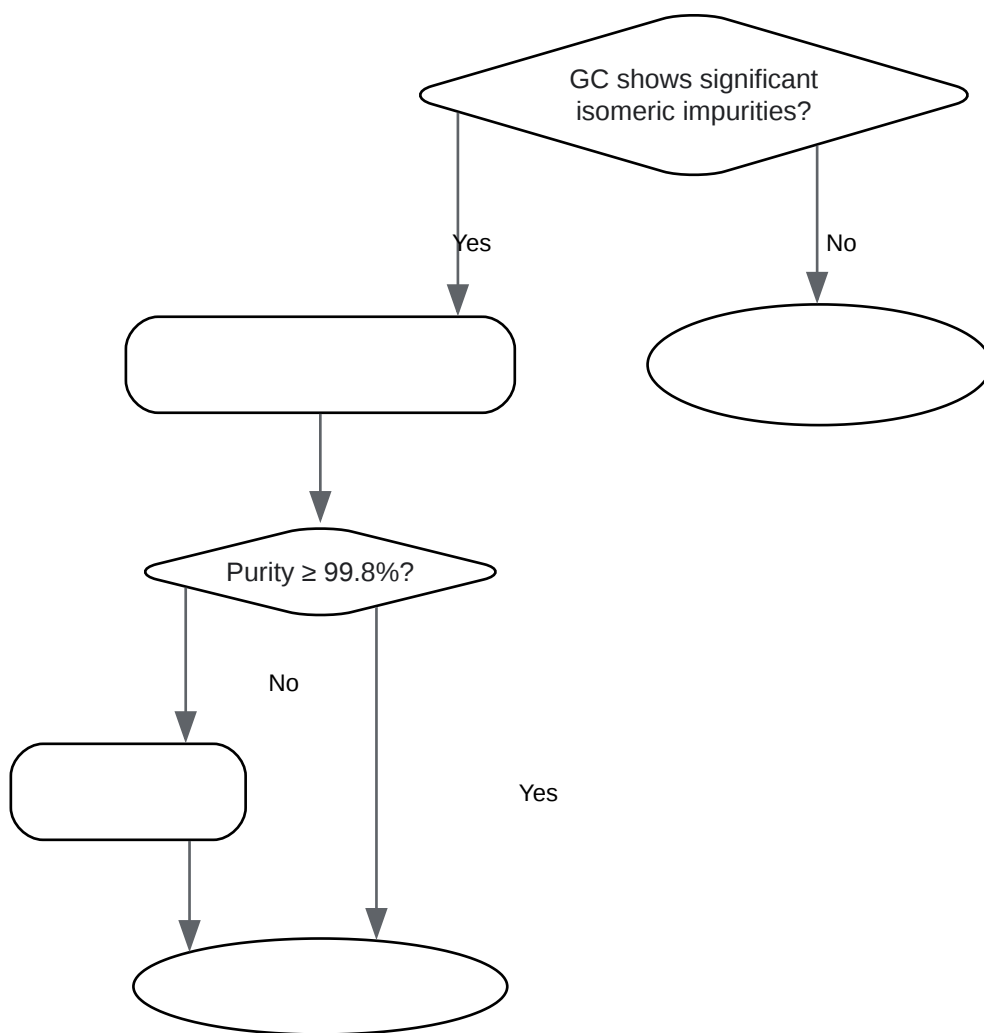 GC shows significant
isomeric impurities?
Yes
No
Purity ≥ 99.8%?
No
Yes